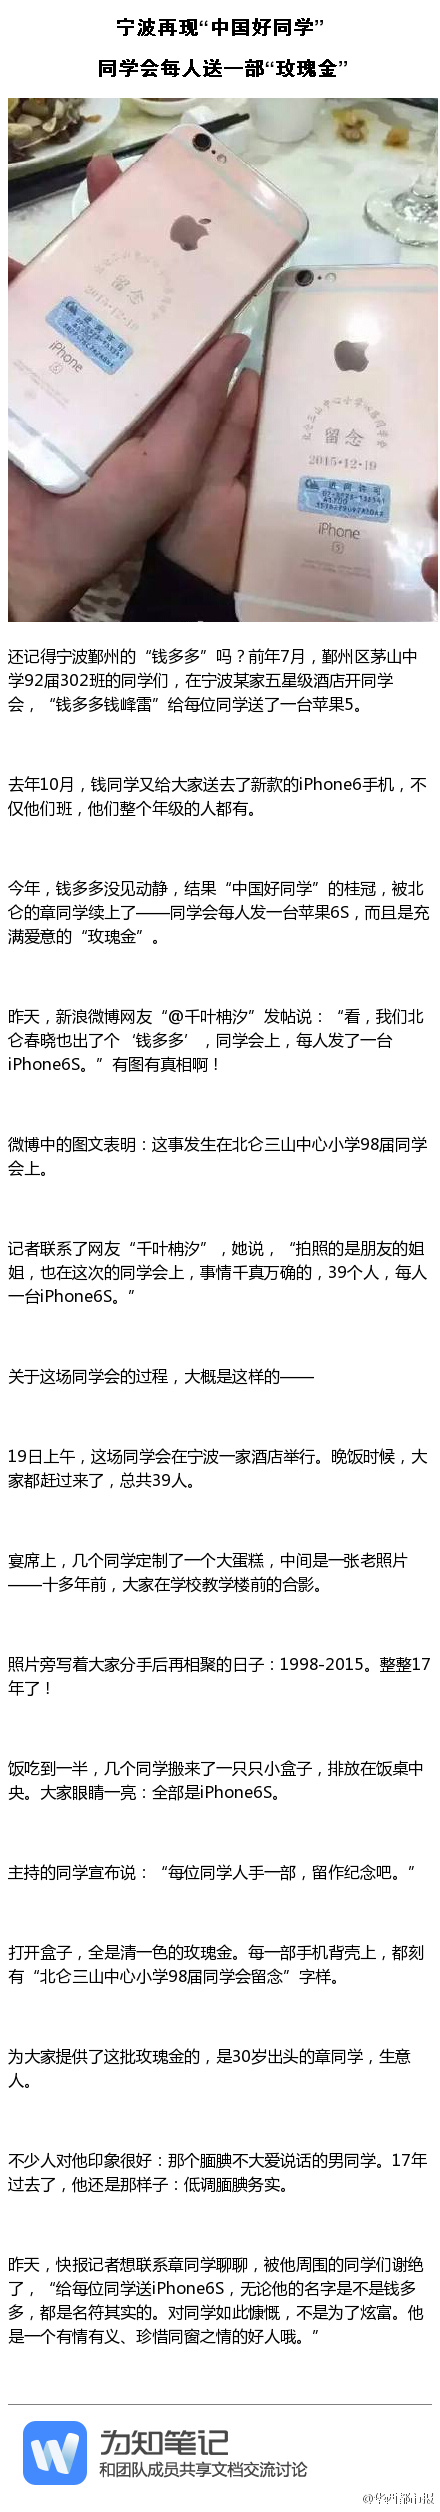 宁波再现“中国好同学”
同学会每人送一部“玫瑰金”
留念
2015·12·19
进网许可
iPhone
S
北仑三山中心小学98届同学会
留念
2015·12·19
进网许可
iPhone
S
还记得宁波鄞州的“钱多多”吗？前年7月，鄞州区茅山中
学92届302班的同学们，在宁波某家五星级酒店开同学
会，“钱多多钱峰雷”给每位同学送了一台苹果5。
去年10月，钱同学又给大家送去了新款的iPhone6手机，不
仅他们班，他们整个年级的人都有。
今年，钱多多没见动静，结果“中国好同学”的桂冠，被北
仑的章同学续上了——同学会每人发一台苹果6S，而且是充
满爱意的“玫瑰金”。
昨天，新浪微博网友“@千叶柚汐”发帖说：“看，我们北
仑春晓也出了个‘钱多多’，同学会上，每人发了一台
iPhone6S。”有图有真相啊！
微博中的图文表明：这事发生在北仑三山中心小学98届同学
会上。
记者联系了网友“千叶柚汐”，她说，“拍照的是朋友的姐
姐，也在这次的同学会上，事情千真万确的，39个人，每人
一台iPhone6S。”
关于这场同学会的过程，大概是这样的——
19日上午，这场同学会在宁波一家酒店举行。晚饭时候，大
家都赶过来了，总共39人。
宴席上，几个同学定制了一个大蛋糕，中间是一张老照片
——十多年前，大家在学校教学楼前的合影。
照片旁写着大家分手后再相聚的日子：1998-2015。整整17
年了！
饭吃到一半，几个同学搬来了一只只小盒子，排放在饭桌中
央。大家眼睛一亮：全部是iPhone6S。
主持的同学宣布说：“每位同学人手一部，留作纪念吧。”
打开盒子，全是清一色的玫瑰金。每一部手机背壳上，都刻
有“北仑三山中心小学98届同学会留念”字样。
为大家提供了这批玫瑰金的，是30岁出头的章同学，生意
人。
不少人对他印象很好：那个腼腆不大爱说话的男同学。17年
过去了，他还是那样子：低调腼腆务实。
昨天，快报记者想联系章同学聊聊，被他周围的同学们谢绝
了，“给每位同学送iPhone6S，无论他的名字是不是钱多
多，都是名符其实的。对同学如此慷慨，不是为了炫富。他
是一个有情有义、珍惜同窗之情的好人哦。”
为知笔记
和团队成员共享文档交流讨论
@华西都市报